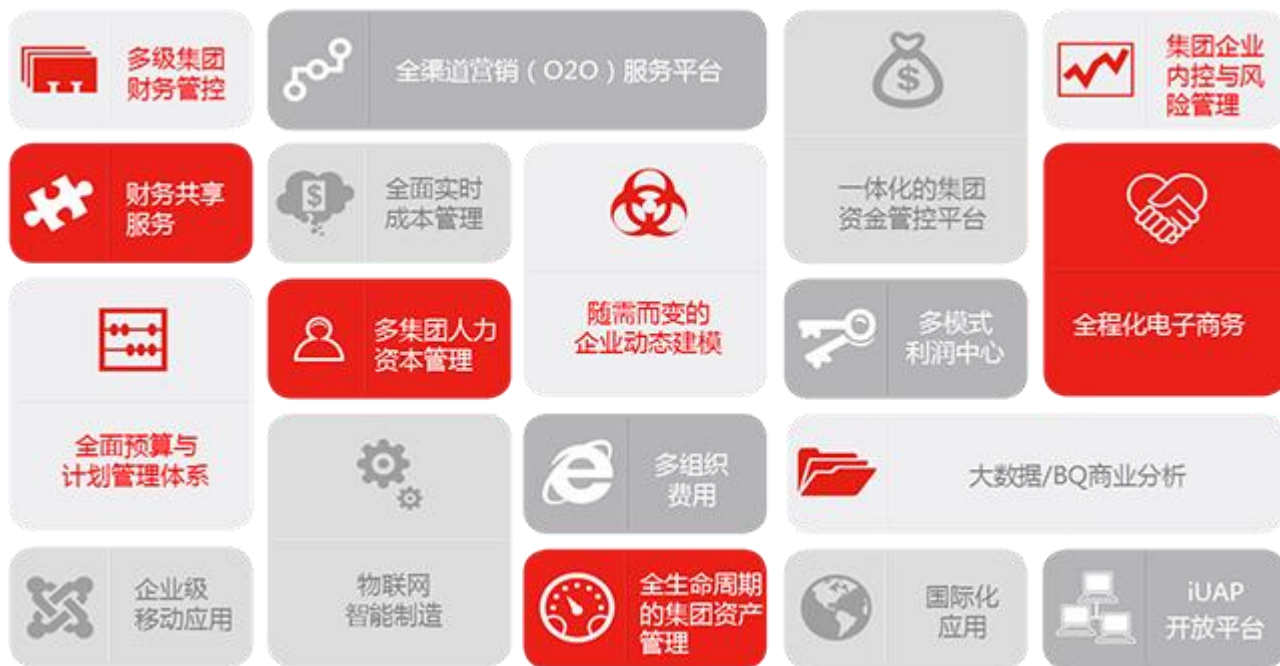 多级集团
财务管控
全渠道营销（O2O）服务平台
集团企业
内控与风
险管理
财务共享
服务
全面实时
成本管理
一体化的集团
资金管控平台
随需而变的
企业动态建模
多集团人力
资本管理
多模式
利润中心
全程化电子商务
全面预算与
计划管理体系
多组织
费用
大数据/BQ商业分析
企业级
移动应用
物联网
智能制造
全生命周期
的集团资产
管理
国际化
应用
iUAP
开放平台